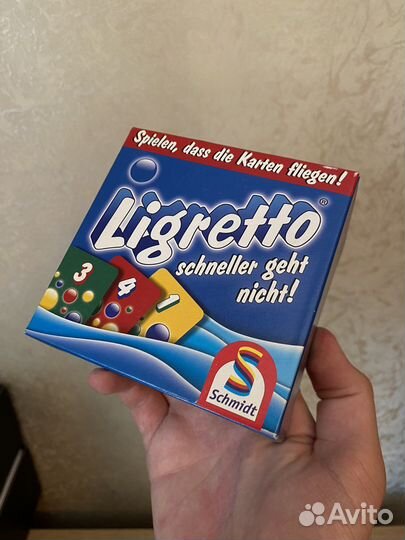 Spielen, dass die Karten fliegen!
Ligretto®
schneller geht
nicht!
3
4
1
S
Schmidt
Avito